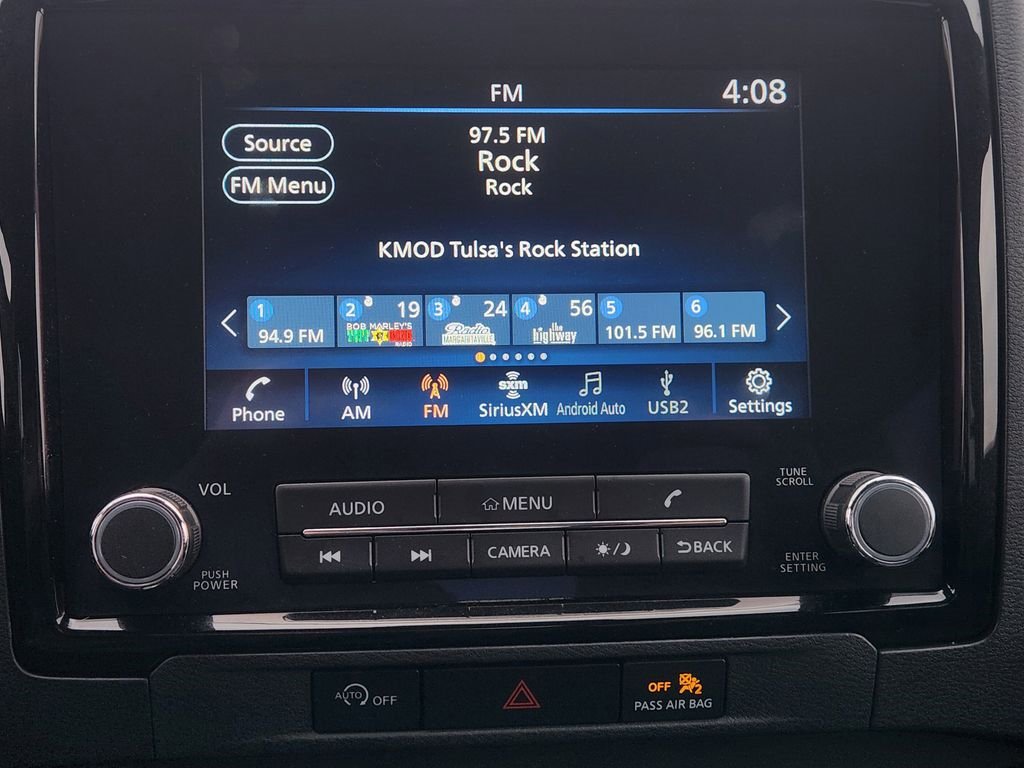 FM
4:08
Source
97.5 FM
Rock
FM Menu
Rock
KMOD Tulsa's Rock Station
1
94.9 FM
2 19
BOB MARLEY'S
RADIO
3 24
Radio
MARGARITAVILLE
4 56
the
highway
5
101.5 FM
6
96.1 FM
Phone
AM
FM
sxm
SiriusXM
Android Auto
USB2
Settings
VOL
PUSH
POWER
AUDIO
MENU
CAMERA
BACK
TUNE
SCROLL
ENTER
SETTING
AUTO OFF
OFF 2
PASS AIR BAG